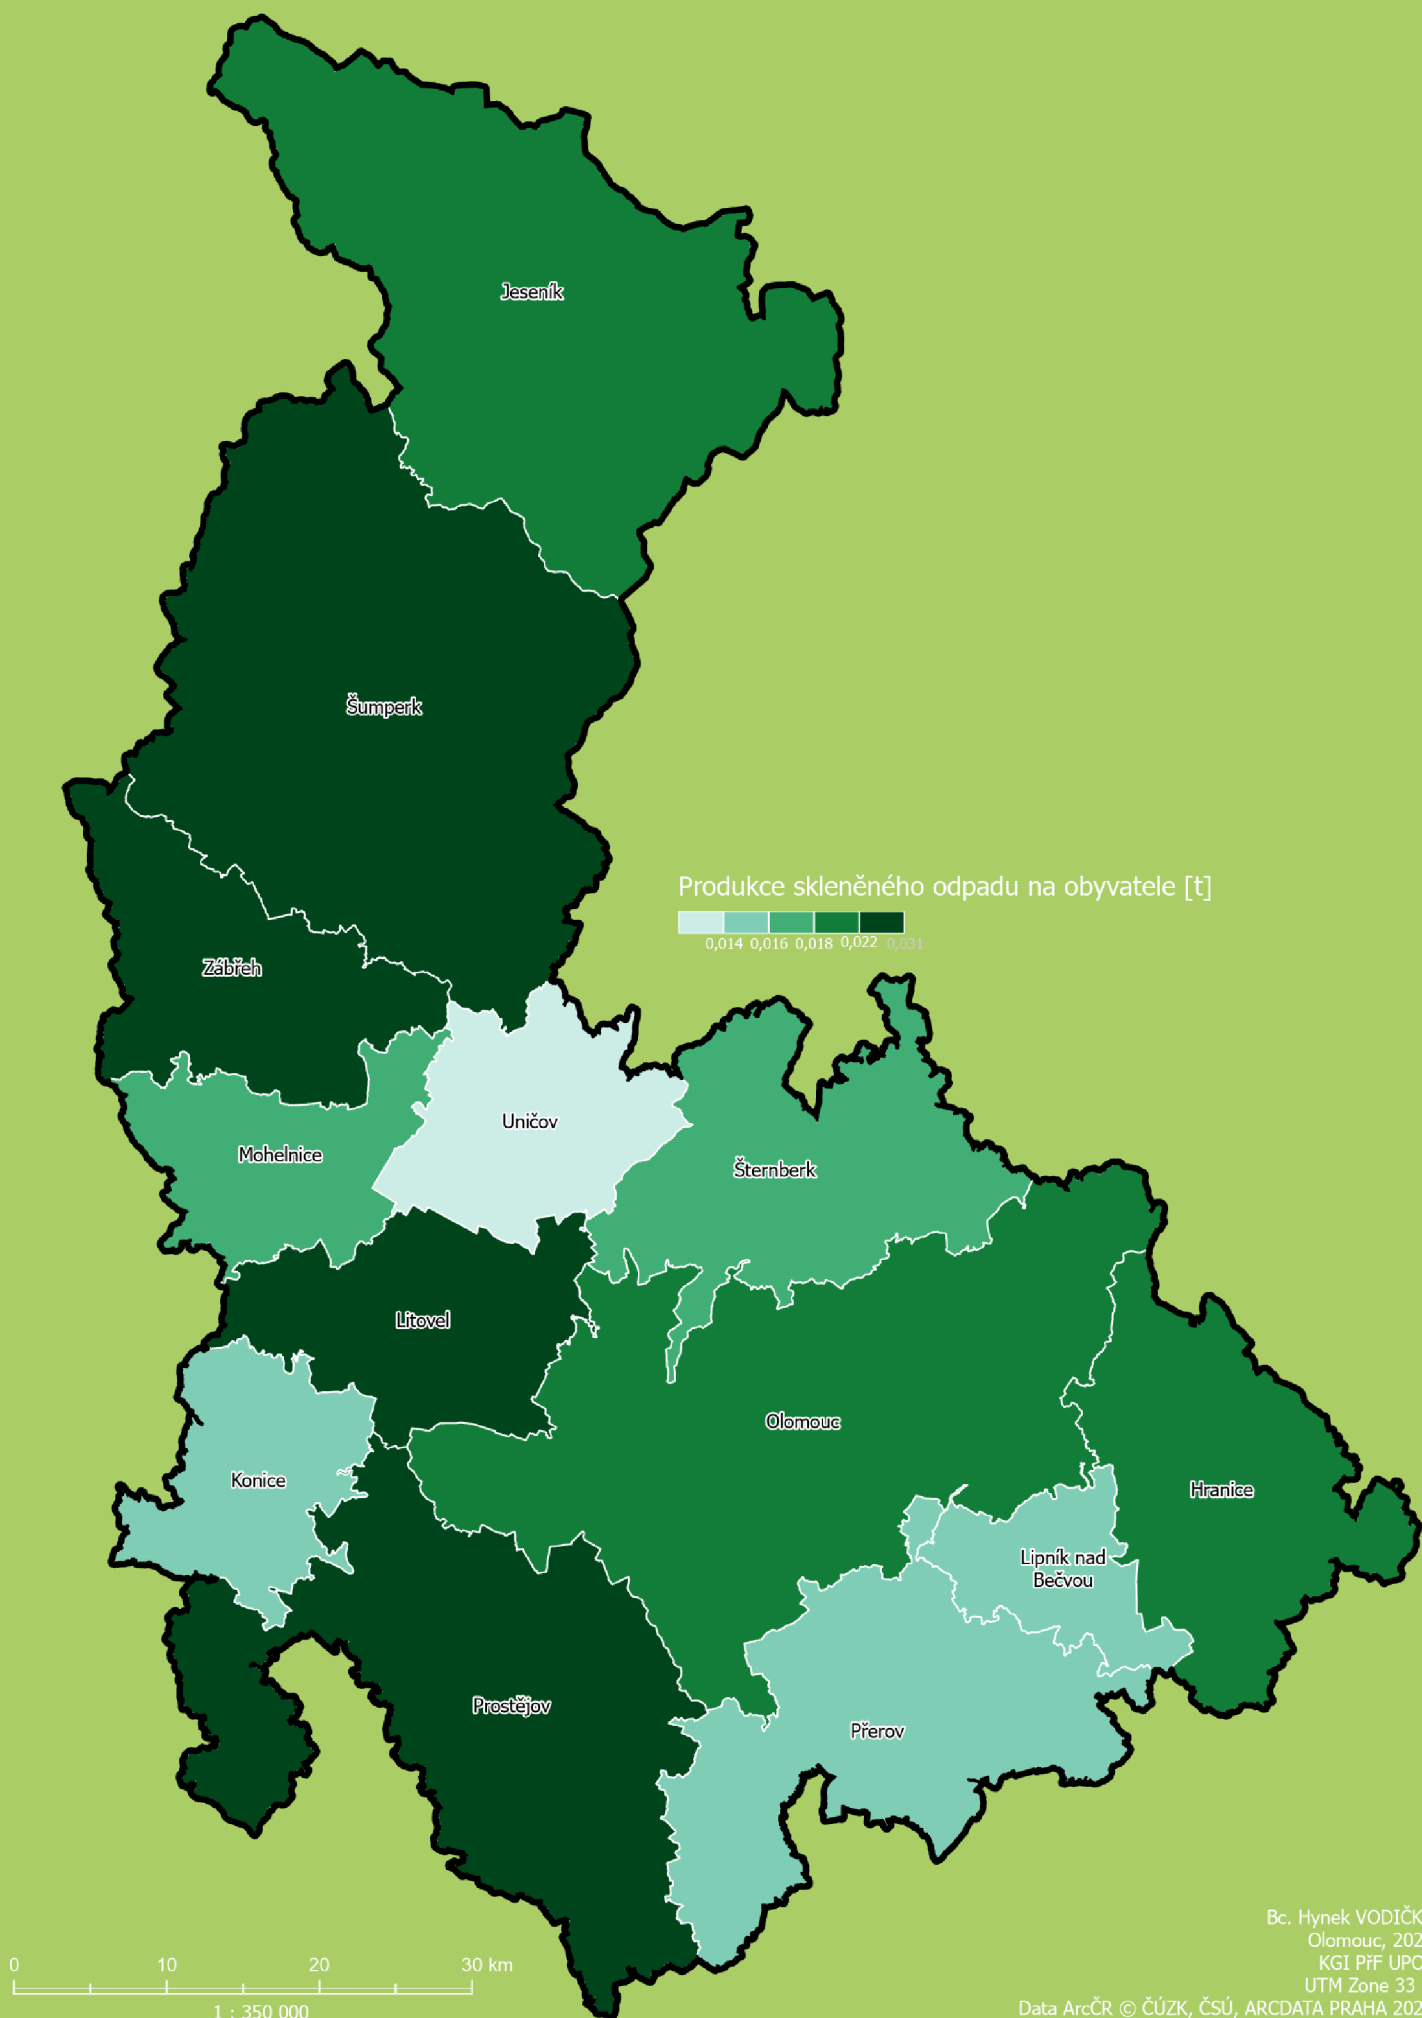 Jeseník
Šumperk
Produkce skleněného odpadu na obyvatele [t]
0,014 0,016 0,018 0,022 0,031
Zábřeh
Uničov
Mohelnice
Šternberk
Litovel
Olomouc
Konice
Hranice
Lipník nad
Bečvou
Prostějov
Přerov
Bc. Hynek VODIČK
Olomouc, 202
KGI PřF UPO
UTM Zone 33
Data ArcČR © ČÚZK, ČSÚ, ARCDATA PRAHA 202
0 10 20 30 km
1 : 350 000